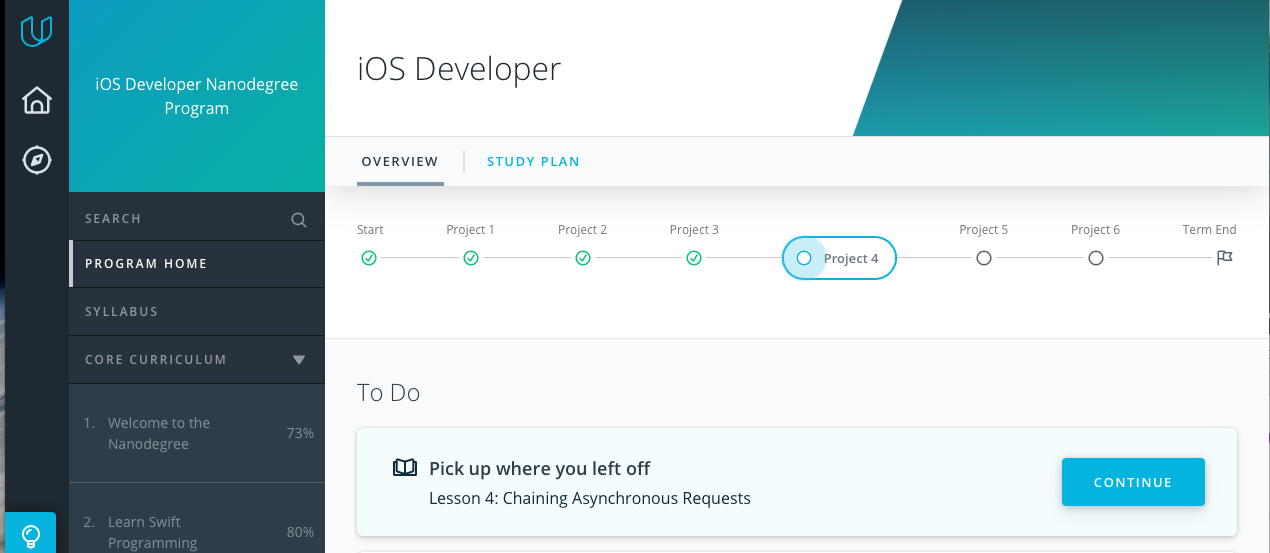 iOS Developer Nanodegree
Program
SEARCH
PROGRAM HOME
SYLLABUS
CORE CURRICULUM
1. Welcome to the
Nanodegree
73%
2. Learn Swift
Programming
80%
iOS Developer
OVERVIEW
STUDY PLAN
Start
Project 1
Project 2
Project 3
Project 4
Project 5
Project 6
Term End
To Do
Pick up where you left off
Lesson 4: Chaining Asynchronous Requests
CONTINUE